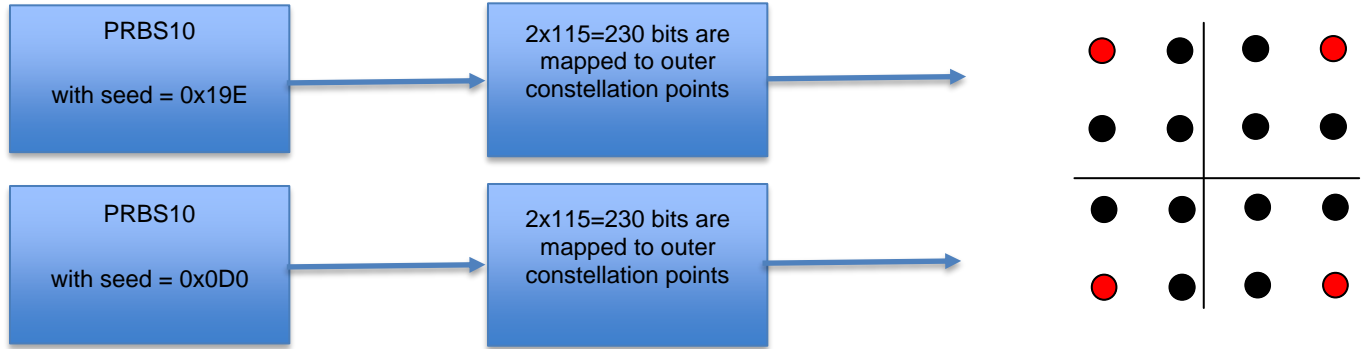 PRBS10
with seed = 0x19E
2x115=230 bits are
mapped to outer
constellation points
PRBS10
with seed = 0x0D0
2x115=230 bits are
mapped to outer
constellation points